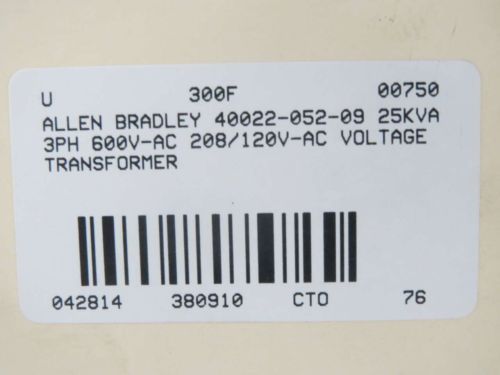 U 300F 00750
ALLEN BRADLEY 40022-052-09 25KVA
3PH 600V-AC 208/120V-AC VOLTAGE
TRANSFORMER
042814 380910 CTO 76